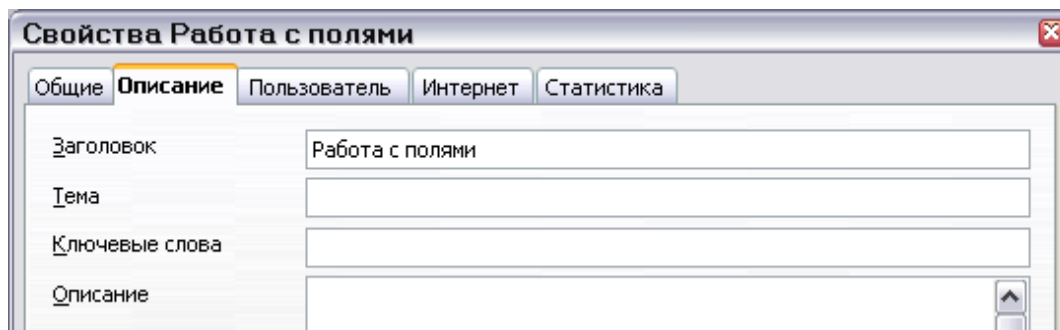 Свойства Работа с полями
Общие Описание Пользователь Интернет Статистика
Заголовок Работа с полями
Тема
Ключевые слова
Описание